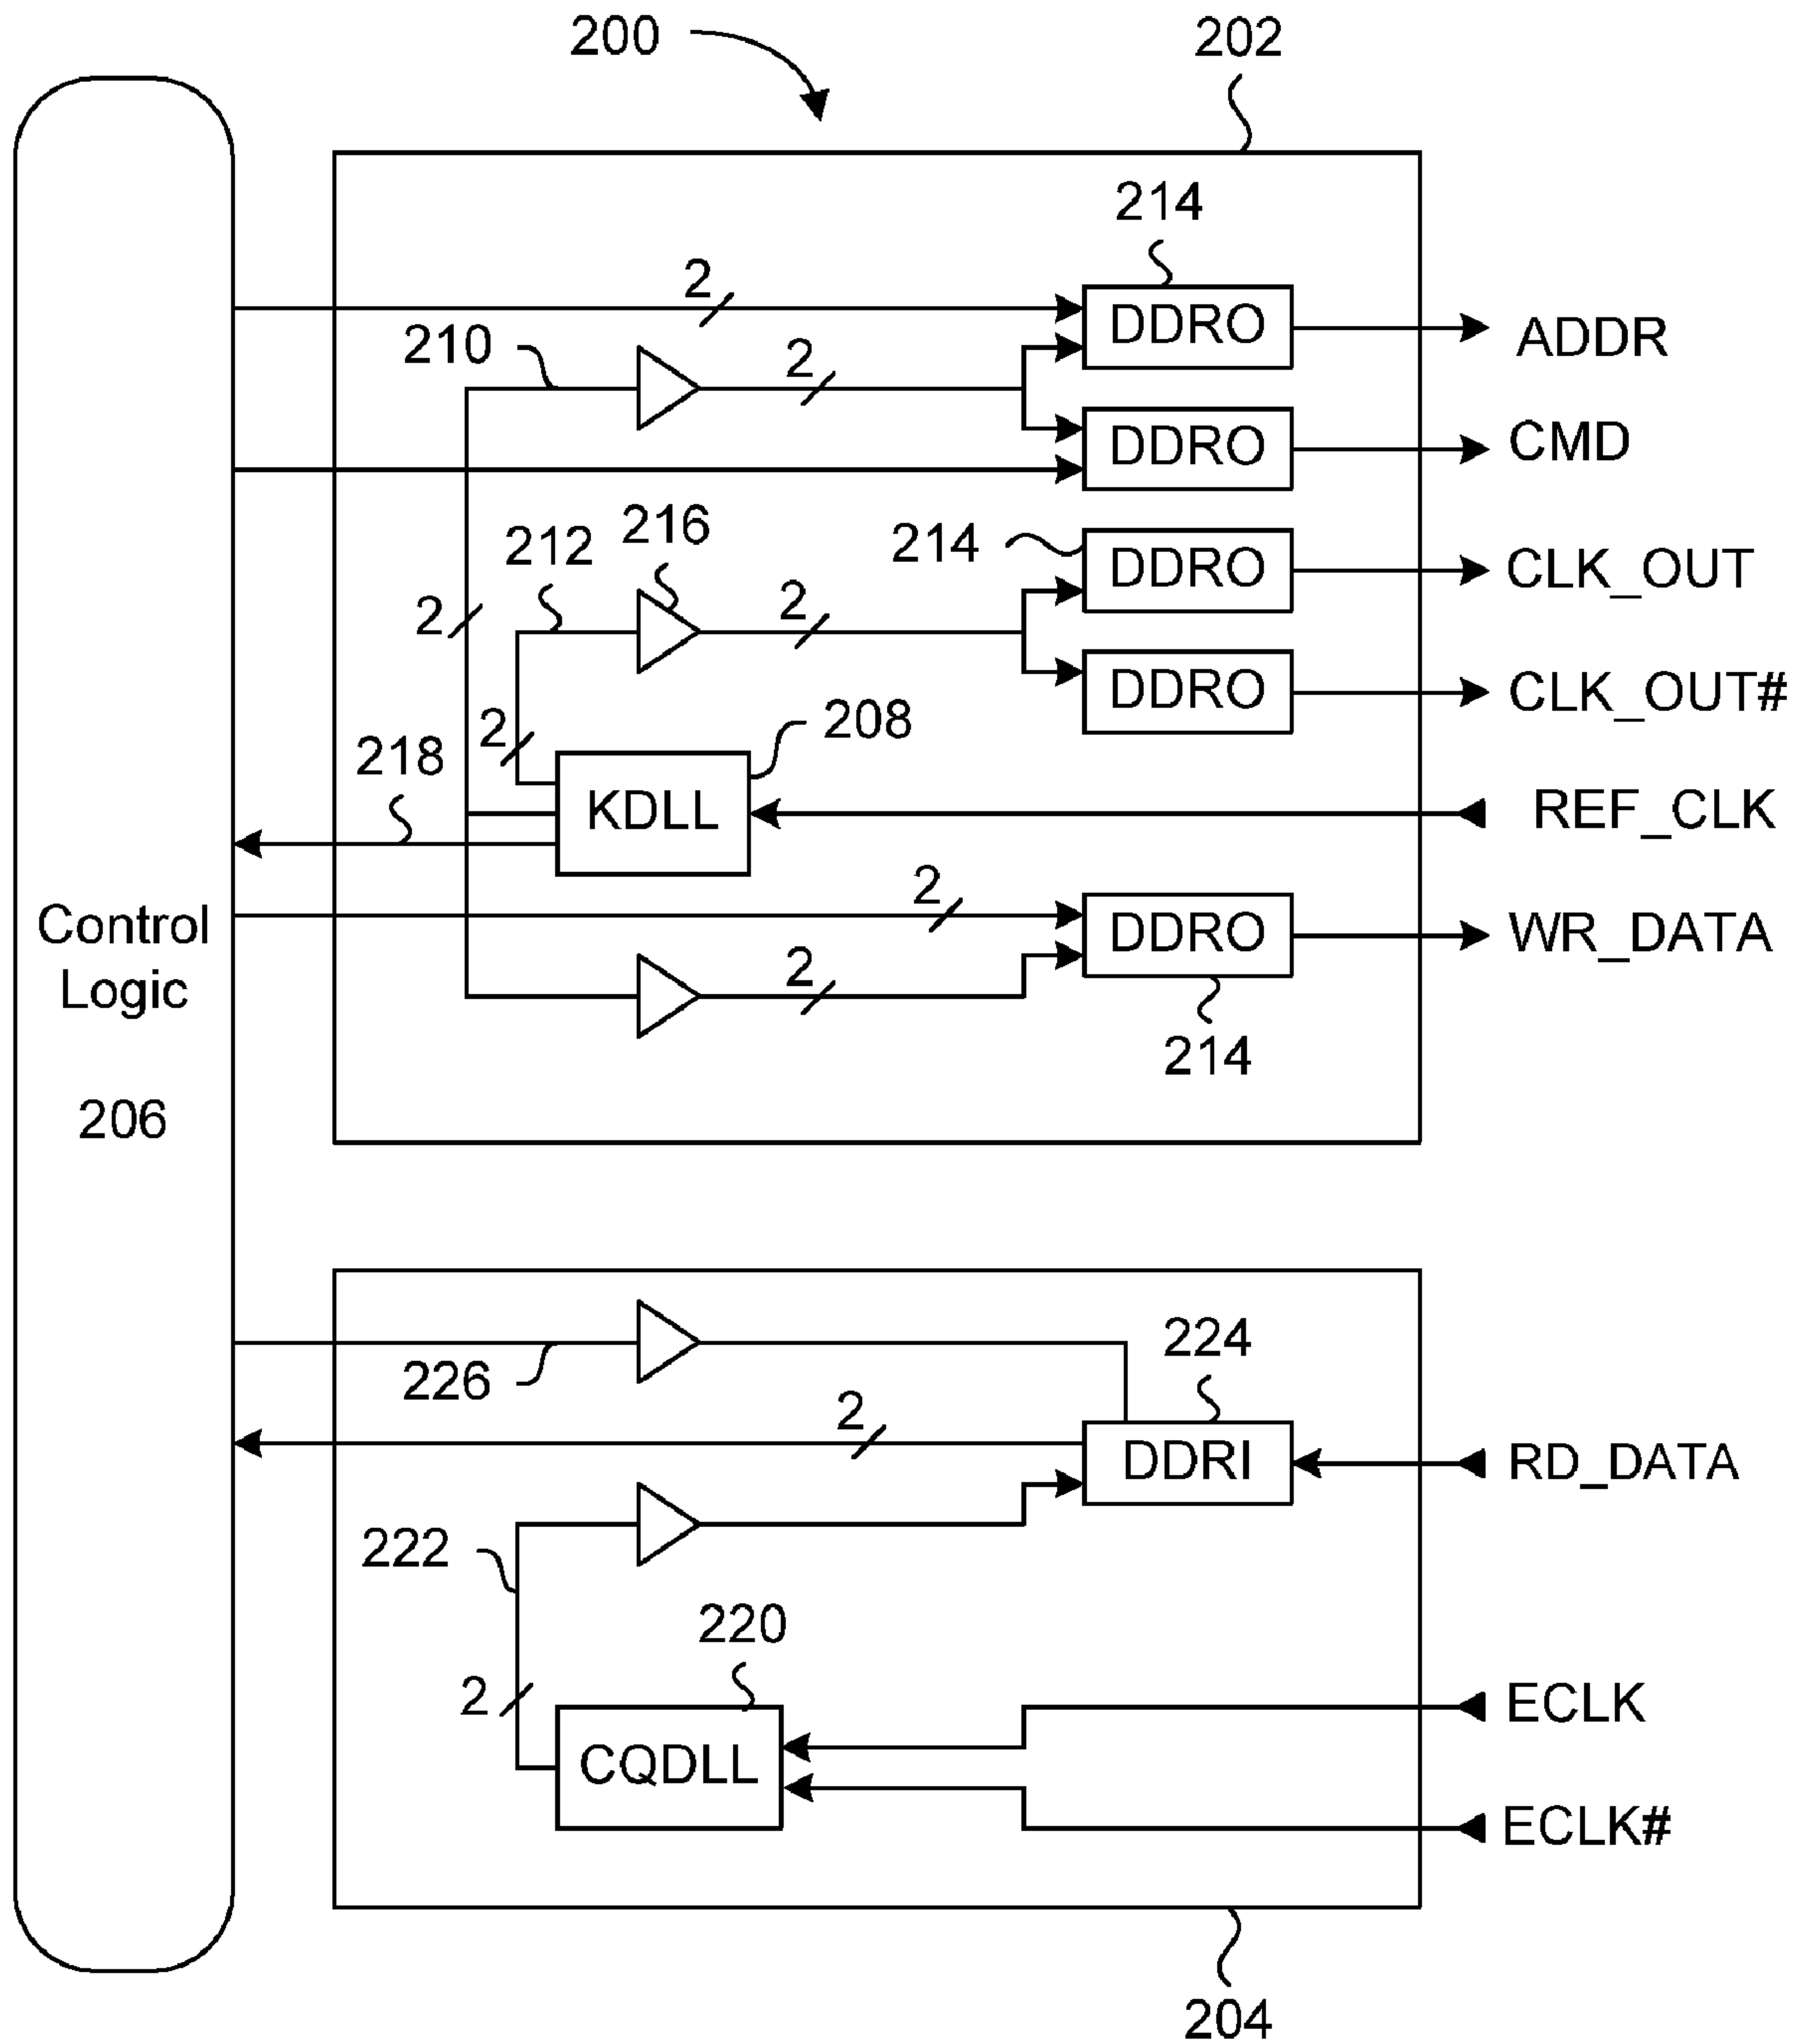 200
202
214
2
DDRO
ADDR
210
2
DDRO
CMD
212
216
214
DDRO
CLK_OUT
2
2
DDRO
CLK_OUT#
2
208
218
KDLL
REF_CLK
2
DDRO
WR_DATA
Control
Logic
2
214
206
224
226
2
DDRI
RD_DATA
222
220
2
ECLK
CQDLL
ECLK#
204